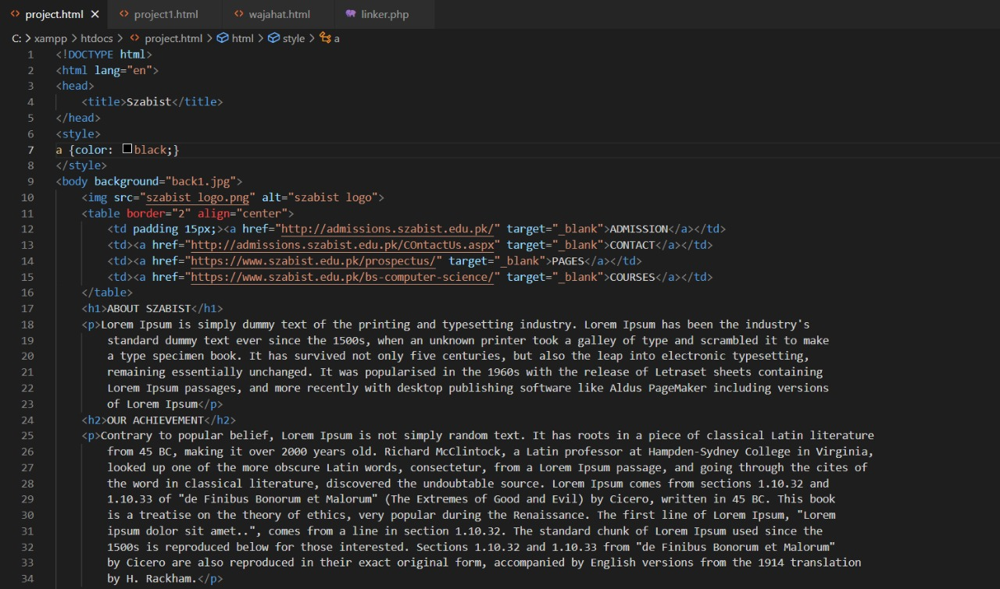 project.html × project1.html wajahat.html linker.php
C: > xampp > htdocs > project.html > html > style > a
1 <!DOCTYPE html>
2 <html lang="en">
3 <head>
4 <title>Szabist</title>
5 </head>
6 <style>
7 a {color: black;}
8 </style>
9 <body background="back1.jpg">
10 <img src="szabist logo.png" alt="szabist logo">
11 <table border="2" align="center">
12 <td padding 15px;><a href="http://admissions.szabist.edu.pk/" target="_blank">ADMISSION</a></td>
13 <td><a href="http://admissions.szabist.edu.pk/COntactUs.aspx" target="_blank">CONTACT</a></td>
14 <td><a href="https://www.szabist.edu.pk/prospectus/" target="_blank">PAGES</a></td>
15 <td><a href="https://www.szabist.edu.pk/bs-computer-science/" target="_blank">COURSES</a></td>
16 </table>
17 <h1>ABOUT SZABIST</h1>
18 <p>Lorem Ipsum is simply dummy text of the printing and typesetting industry. Lorem Ipsum has been the industry's
19 standard dummy text ever since the 1500s, when an unknown printer took a galley of type and scrambled it to make
20 a type specimen book. It has survived not only five centuries, but also the leap into electronic typesetting,
21 remaining essentially unchanged. It was popularised in the 1960s with the release of Letraset sheets containing
22 Lorem Ipsum passages, and more recently with desktop publishing software like Aldus PageMaker including versions
23 of Lorem Ipsum</p>
24 <h2>OUR ACHIEVEMENT</h2>
25 <p>Contrary to popular belief, Lorem Ipsum is not simply random text. It has roots in a piece of classical Latin literature
26 from 45 BC, making it over 2000 years old. Richard McClintock, a Latin professor at Hampden-Sydney College in Virginia,
27 looked up one of the more obscure Latin words, consectetur, from a Lorem Ipsum passage, and going through the cites of
28 the word in classical literature, discovered the undoubtable source. Lorem Ipsum comes from sections 1.10.32 and
29 1.10.33 of "de Finibus Bonorum et Malorum" (The Extremes of Good and Evil) by Cicero, written in 45 BC. This book
30 is a treatise on the theory of ethics, very popular during the Renaissance. The first line of Lorem Ipsum, "Lorem
31 ipsum dolor sit amet..", comes from a line in section 1.10.32. The standard chunk of Lorem Ipsum used since the
32 1500s is reproduced below for those interested. Sections 1.10.32 and 1.10.33 from "de Finibus Bonorum et Malorum"
33 by Cicero are also reproduced in their exact original form, accompanied by English versions from the 1914 translation
34 by H. Rackham.</p>